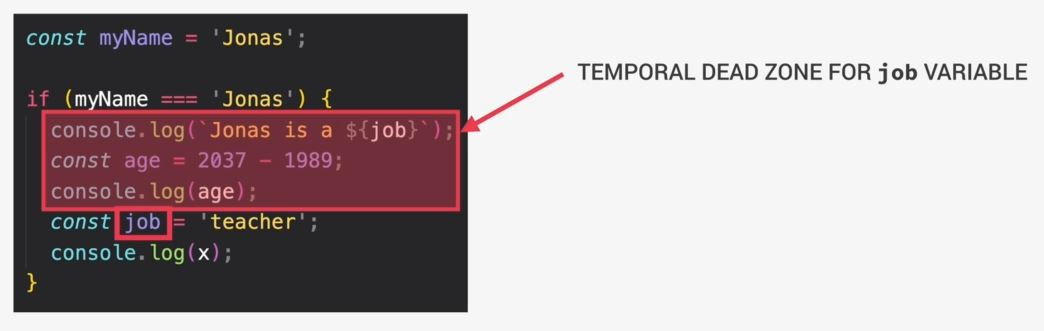 const myName = 'Jonas';
if (myName === 'Jonas') {
console.log(`Jonas is a ${job}`);
const age = 2037 - 1989;
console.log(age);
const job = 'teacher';
console.log(x);
}
TEMPORAL DEAD ZONE FOR job VARIABLE